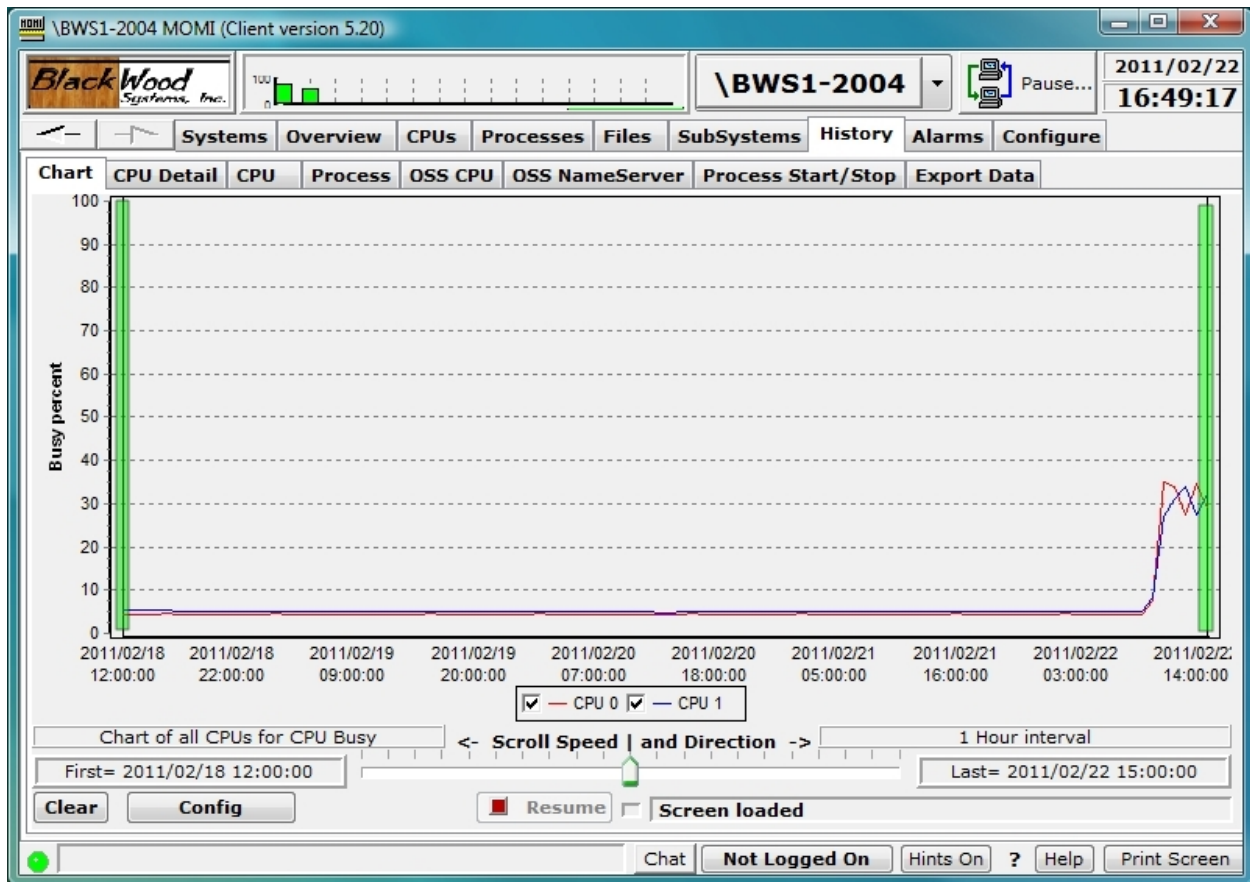 MOMI
\BWS1-2004 MOMI (Client version 5.20)
BlackWood
Systems, Inc.
100
0
\BWS1-2004
Pause...
2011/02/22
16:49:17
Systems Overview CPUs Processes Files SubSystems History Alarms Configure
Chart CPU Detail CPU Process OSS CPU OSS NameServer Process Start/Stop Export Data
100
90
80
70
60
50
40
30
20
10
0
Busy percent
2011/02/18 2011/02/18 2011/02/19 2011/02/19 2011/02/20 2011/02/20 2011/02/21 2011/02/21 2011/02/22 2011/02/2
12:00:00 22:00:00 09:00:00 20:00:00 07:00:00 18:00:00 05:00:00 16:00:00 03:00:00 14:00:00
CPU 0 CPU 1
Chart of all CPUs for CPU Busy <- Scroll Speed | and Direction -> 1 Hour interval
First= 2011/02/18 12:00:00 Last= 2011/02/22 15:00:00
Clear Config Resume Screen loaded
Chat Not Logged On Hints On ? Help Print Screen